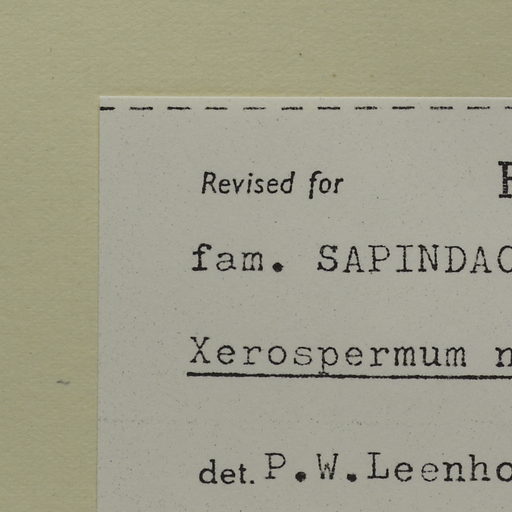 Revised for
fam. SAPINDAC
Xerospermum n
det. P.W.Leenho